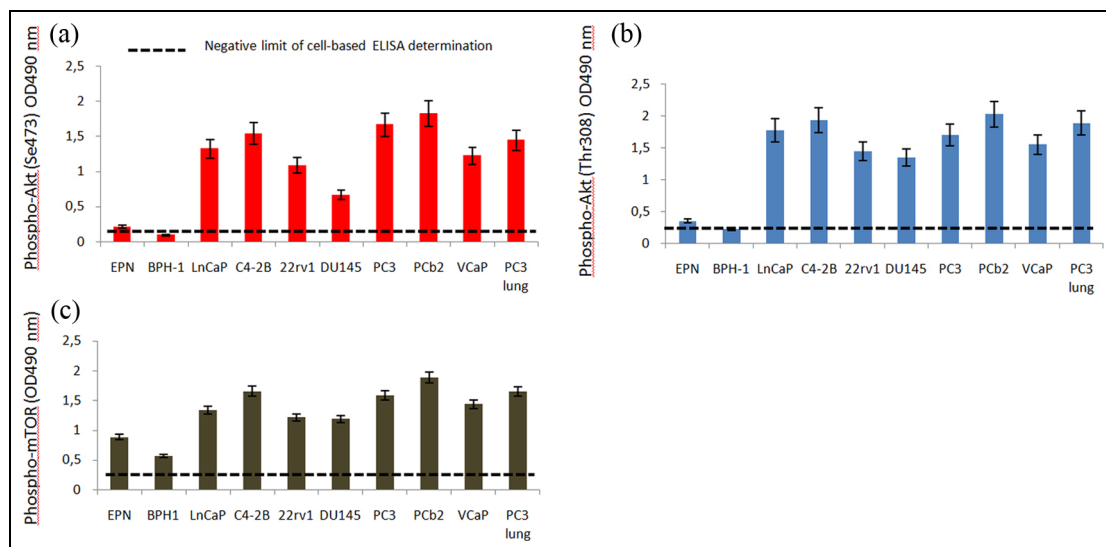 (a)
Negative limit of cell-based ELISA determination
Phospho-Akt (Se473) OD490 nm
2,5
2
1,5
1
0,5
0
EPN BPH-1 LnCaP C4-2B 22rv1 DU145 PC3 PCb2 VCaP PC3
lung
(b)
Phospho-Akt (Thr308) OD490 nm
2,5
2
1,5
1
0,5
0
EPN BPH-1 LnCaP C4-2B 22rv1 DU145 PC3 PCb2 VCaP PC3
lung
(c)
Phospho-mTOR (OD490 nm)
2,5
2
1,5
1
0,5
0
EPN BPH1 LnCaP C4-2B 22rv1 DU145 PC3 PCb2 VCaP PC3
lung